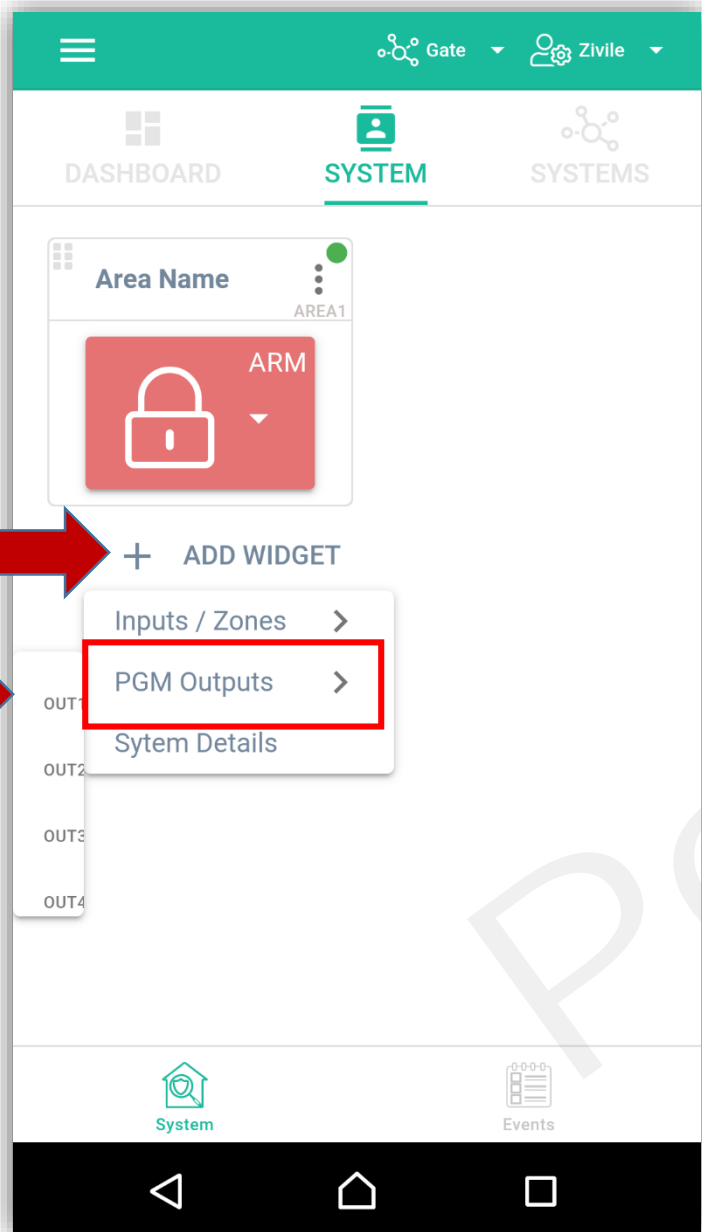 Gate Zivile
DASHBOARD SYSTEM SYSTEMS
Area Name
AREA1
ARM
+ ADD WIDGET
Inputs / Zones
PGM Outputs
OUT1
Sytem Details
OUT2
OUT3
OUT4
System Events